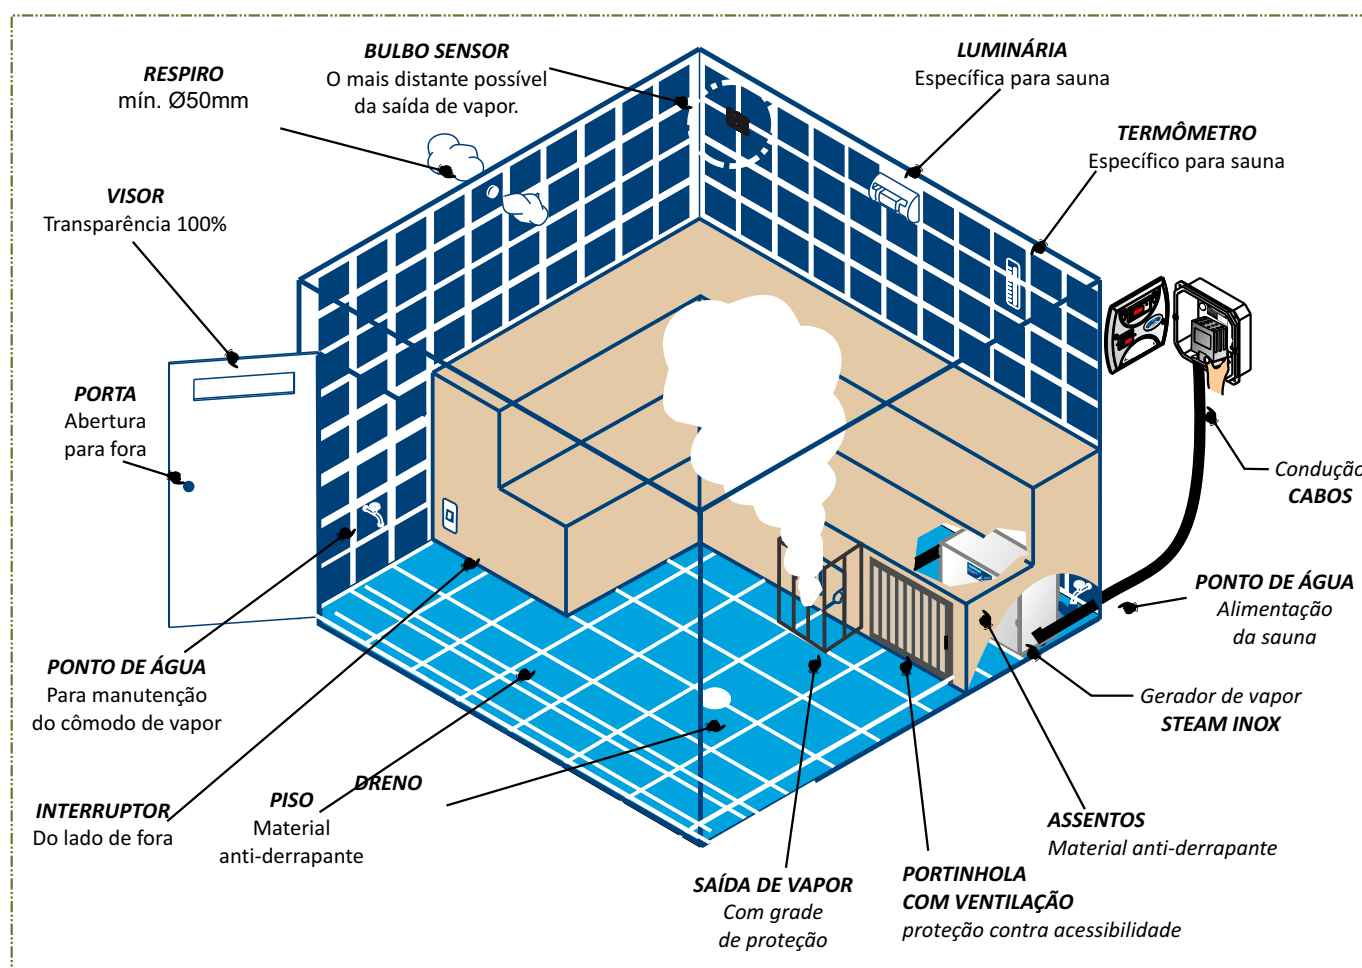 BULBO SENSOR
O mais distante possível
da saída de vapor.
LUMINÁRIA
Específica para sauna
RESPIRO
mín. Ø50mm
TERMÔMETRO
Específico para sauna
VISOR
Transparência 100%
PORTA
Abertura
para fora
Condução
CABOS
PONTO DE ÁGUA
Alimentação
da sauna
PONTO DE ÁGUA
Para manutenção
do cômodo de vapor
Gerador de vapor
STEAM INOX
INTERRUPTOR
Do lado de fora
PISO
Material
anti-derrapante
DRENO
ASSENTOS
Material anti-derrapante
SAÍDA DE VAPOR
Com grade
de proteção
PORTINHOLA
COM VENTILAÇÃO
proteção contra acessibilidade